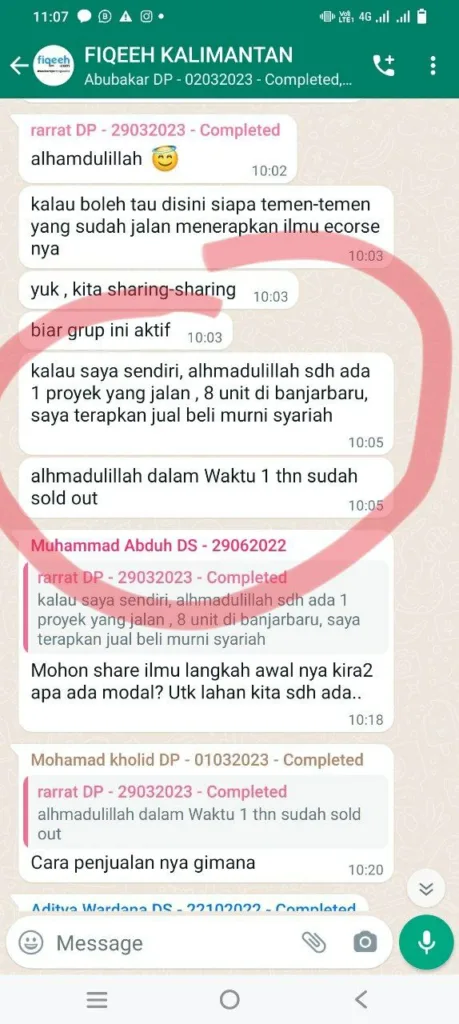 11:07
Vo)
LTE1
4G
fiqeeh
.com
FIQEEH KALIMANTAN
Abubakar DP - 02032023 - Completed,...
rarrat DP - 29032023 - Completed
alhamdulillah 😇
10:02
kalau boleh tau disini siapa temen-temen
yang sudah jalan menerapkan ilmu ecorse
nya
10:03
yuk , kita sharing-sharing
10:03
biar grup ini aktif
10:03
kalau saya sendiri, alhmadulillah sdh ada
1 proyek yang jalan , 8 unit di banjarbaru,
saya terapkan jual beli murni syariah
10:05
alhmadulillah dalam Waktu 1 thn sudah
sold out
10:05
Muhammad Abduh DS - 29062022
rarrat DP - 29032023 - Completed
kalau saya sendiri, alhmadulillah sdh ada 1
proyek yang jalan , 8 unit di banjarbaru, saya
terapkan jual beli murni syariah
Mohon share ilmu langkah awal nya kira2
apa ada modal? Utk lahan kita sdh ada..
10:18
Mohamad kholid DP - 01032023 - Completed
rarrat DP - 29032023 - Completed
alhmadulillah dalam Waktu 1 thn sudah sold
out
Cara penjualan nya gimana
10:20
Aditya Wardana DS - 22102022 - Completed
Message